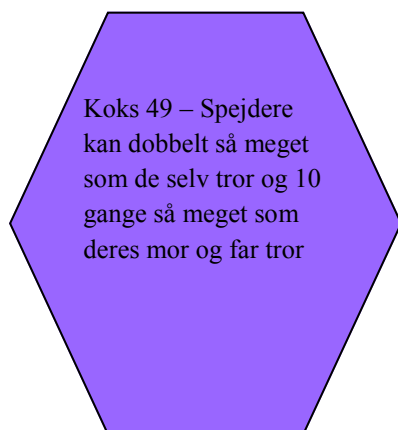 Koks 49 – Spejdere
kan dobbelt så meget
som de selv tror og 10
gange så meget som
deres mor og far tror